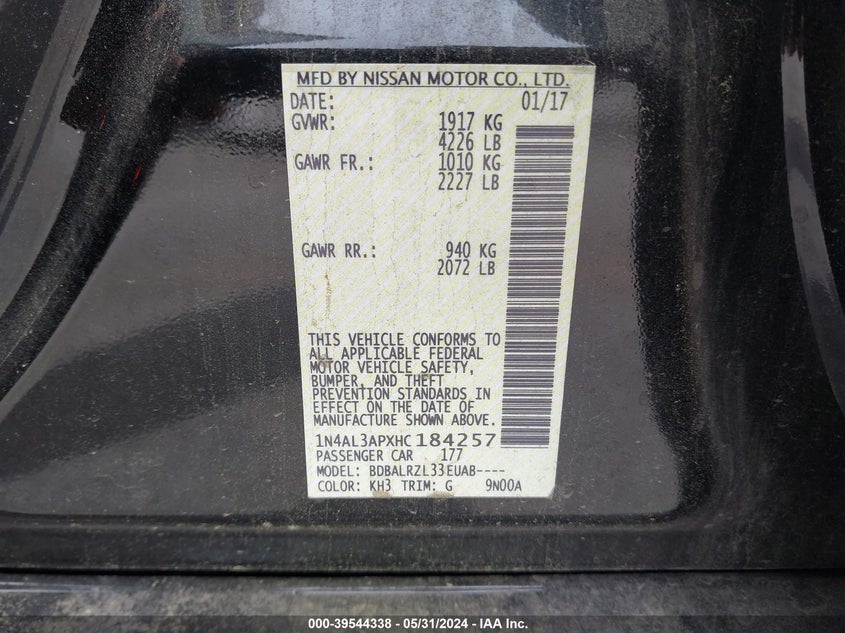 MFD BY NISSAN MOTOR CO., LTD.
DATE: 01/17
GVWR: 1917 KG
4226 LB
GAWR FR.: 1010 KG
2227 LB
GAWR RR.: 940 KG
2072 LB
THIS VEHICLE CONFORMS TO
ALL APPLICABLE FEDERAL
MOTOR VEHICLE SAFETY,
BUMPER, AND THEFT
PREVENTION STANDARDS IN
EFFECT ON THE DATE OF
MANUFACTURE SHOWN ABOVE.
1N4AL3APXHC184257
PASSENGER CAR 177
MODEL: BDBALRZL33EUAB----
COLOR: KH3 TRIM: G 9N00A
000-39544338 - 05/31/2024 - IAA Inc.